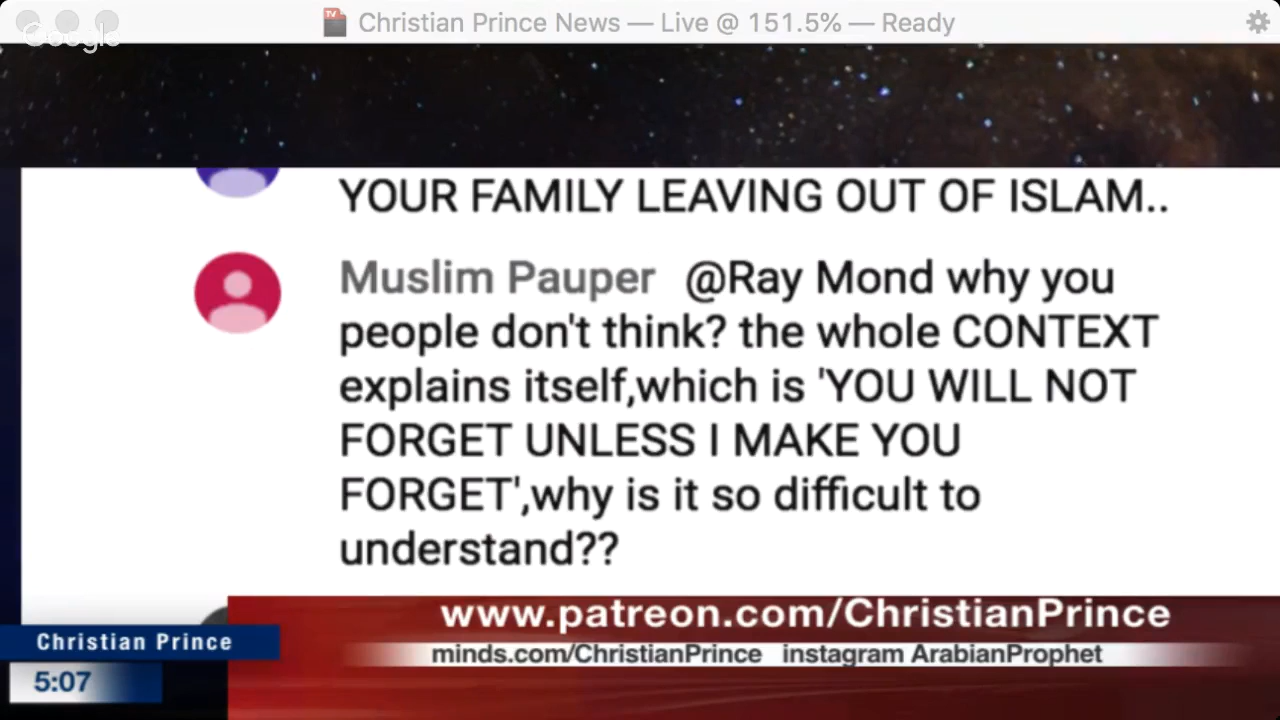 Christian Prince News — Live @ 151.5% — Ready
Google
YOUR FAMILY LEAVING OUT OF ISLAM..
Muslim Pauper @Ray Mond why you
people don't think? the whole CONTEXT
explains itself,which is 'YOU WILL NOT
FORGET UNLESS I MAKE YOU
FORGET',why is it so difficult to
understand??
www.patreon.com/ChristianPrince
Christian Prince
minds.com/ChristianPrince instagram ArabianProphet
5:07